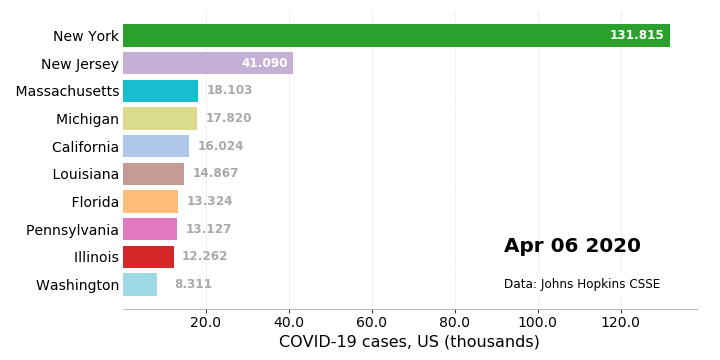 New York 131.815
New Jersey 41.090
Massachusetts 18.103
Michigan 17.820
California 16.024
Louisiana 14.867
Florida 13.324
Pennsylvania 13.127
Illinois 12.262
Washington 8.311
Apr 06 2020
Data: Johns Hopkins CSSE
20.0 40.0 60.0 80.0 100.0 120.0
COVID-19 cases, US (thousands)